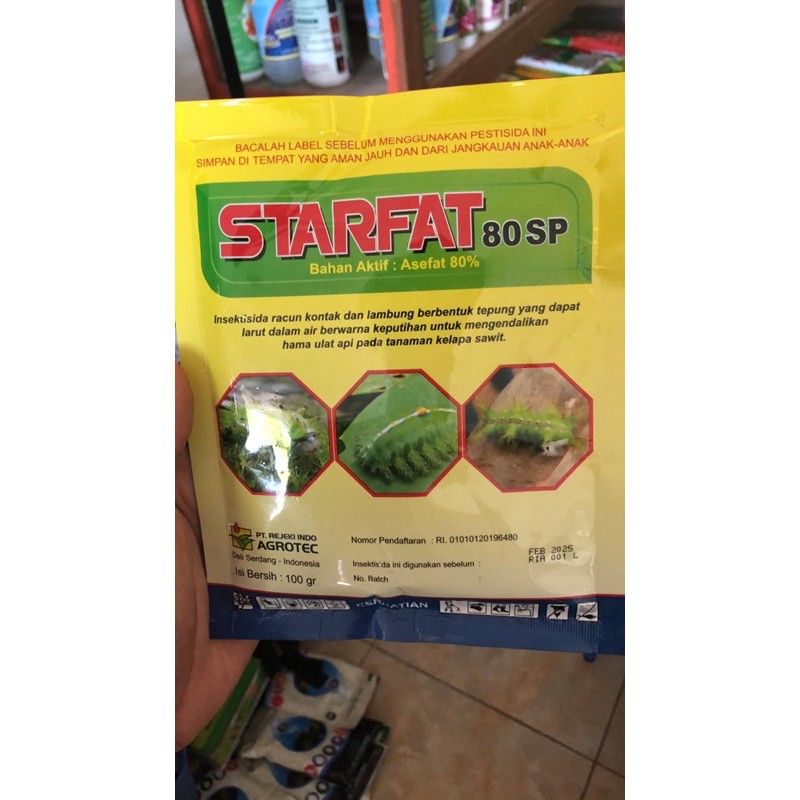 BACALAH LABEL SEBELUM MENGGUNAKAN PESTISIDA INI
SIMPAN DI TEMPAT YANG AMAN JAUH DAN DARI JANGKAUAN ANAK-ANAK
STARFAT 80 SP
Bahan Aktif : Asefat 80%
Insektisida racun kontak dan lambung berbentuk tepung yang dapat
larut dalam air berwarna keputihan untuk mengendalikan
hama ulat api pada tanaman kelapa sawit.
PT. REJEKI INDO
AGROTEC
Deli Serdang - Indonesia
Isi Bersih : 100 gr
Nomor Pendaftaran : RI. 01010120196480
Insektisida ini digunakan sebelum : FEB 2025
No. Batch : RIA 001 L
PERHATIAN